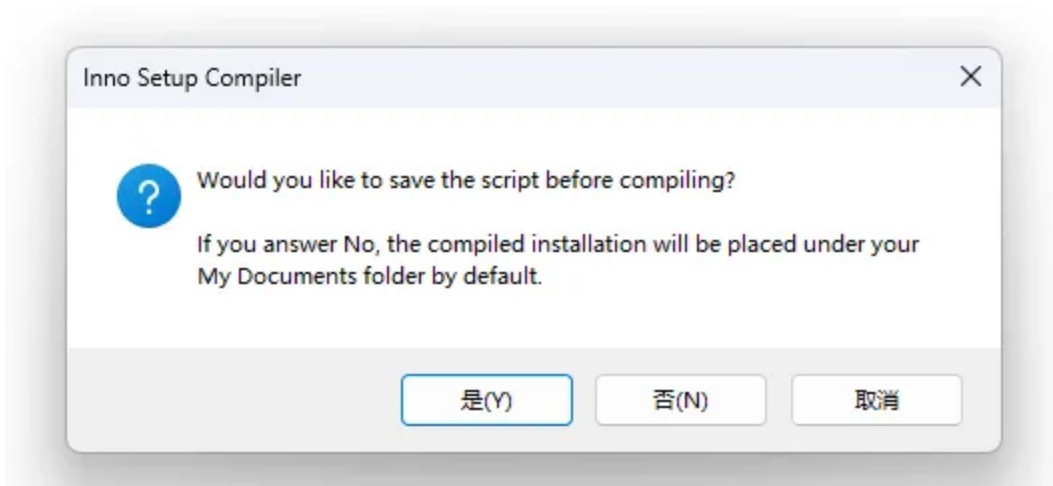 Inno Setup Compiler
Would you like to save the script before compiling?
If you answer No, the compiled installation will be placed under your
My Documents folder by default.
是(Y)
否(N)
取消